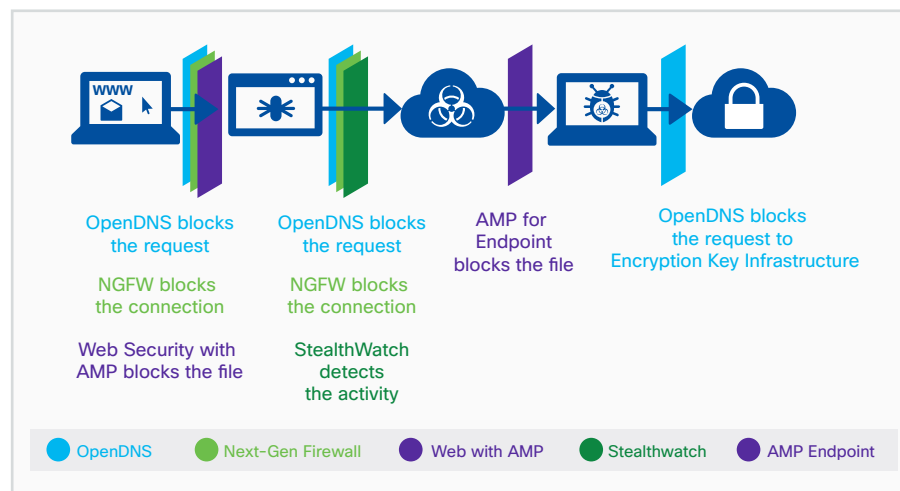 WWW
OpenDNS blocks
the request
NGFW blocks
the connection
Web Security with
AMP blocks the file
OpenDNS blocks
the request
NGFW blocks
the connection
StealthWatch
detects
the activity
AMP for
Endpoint
blocks the file
OpenDNS blocks
the request to
Encryption Key Infrastructure
OpenDNS
Next-Gen Firewall
Web with AMP
Stealthwatch
AMP Endpoint